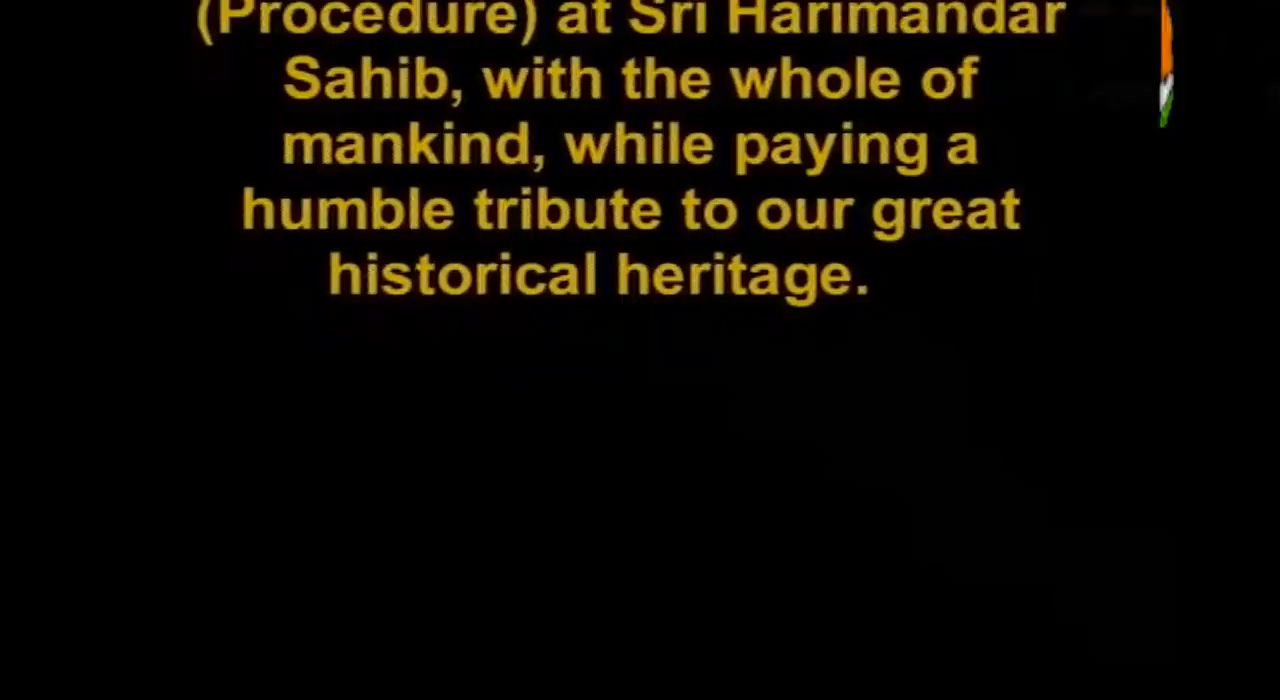 (Procedure) at Sri Harimandar
Sahib, with the whole of
mankind, while paying a
humble tribute to our great
historical heritage.